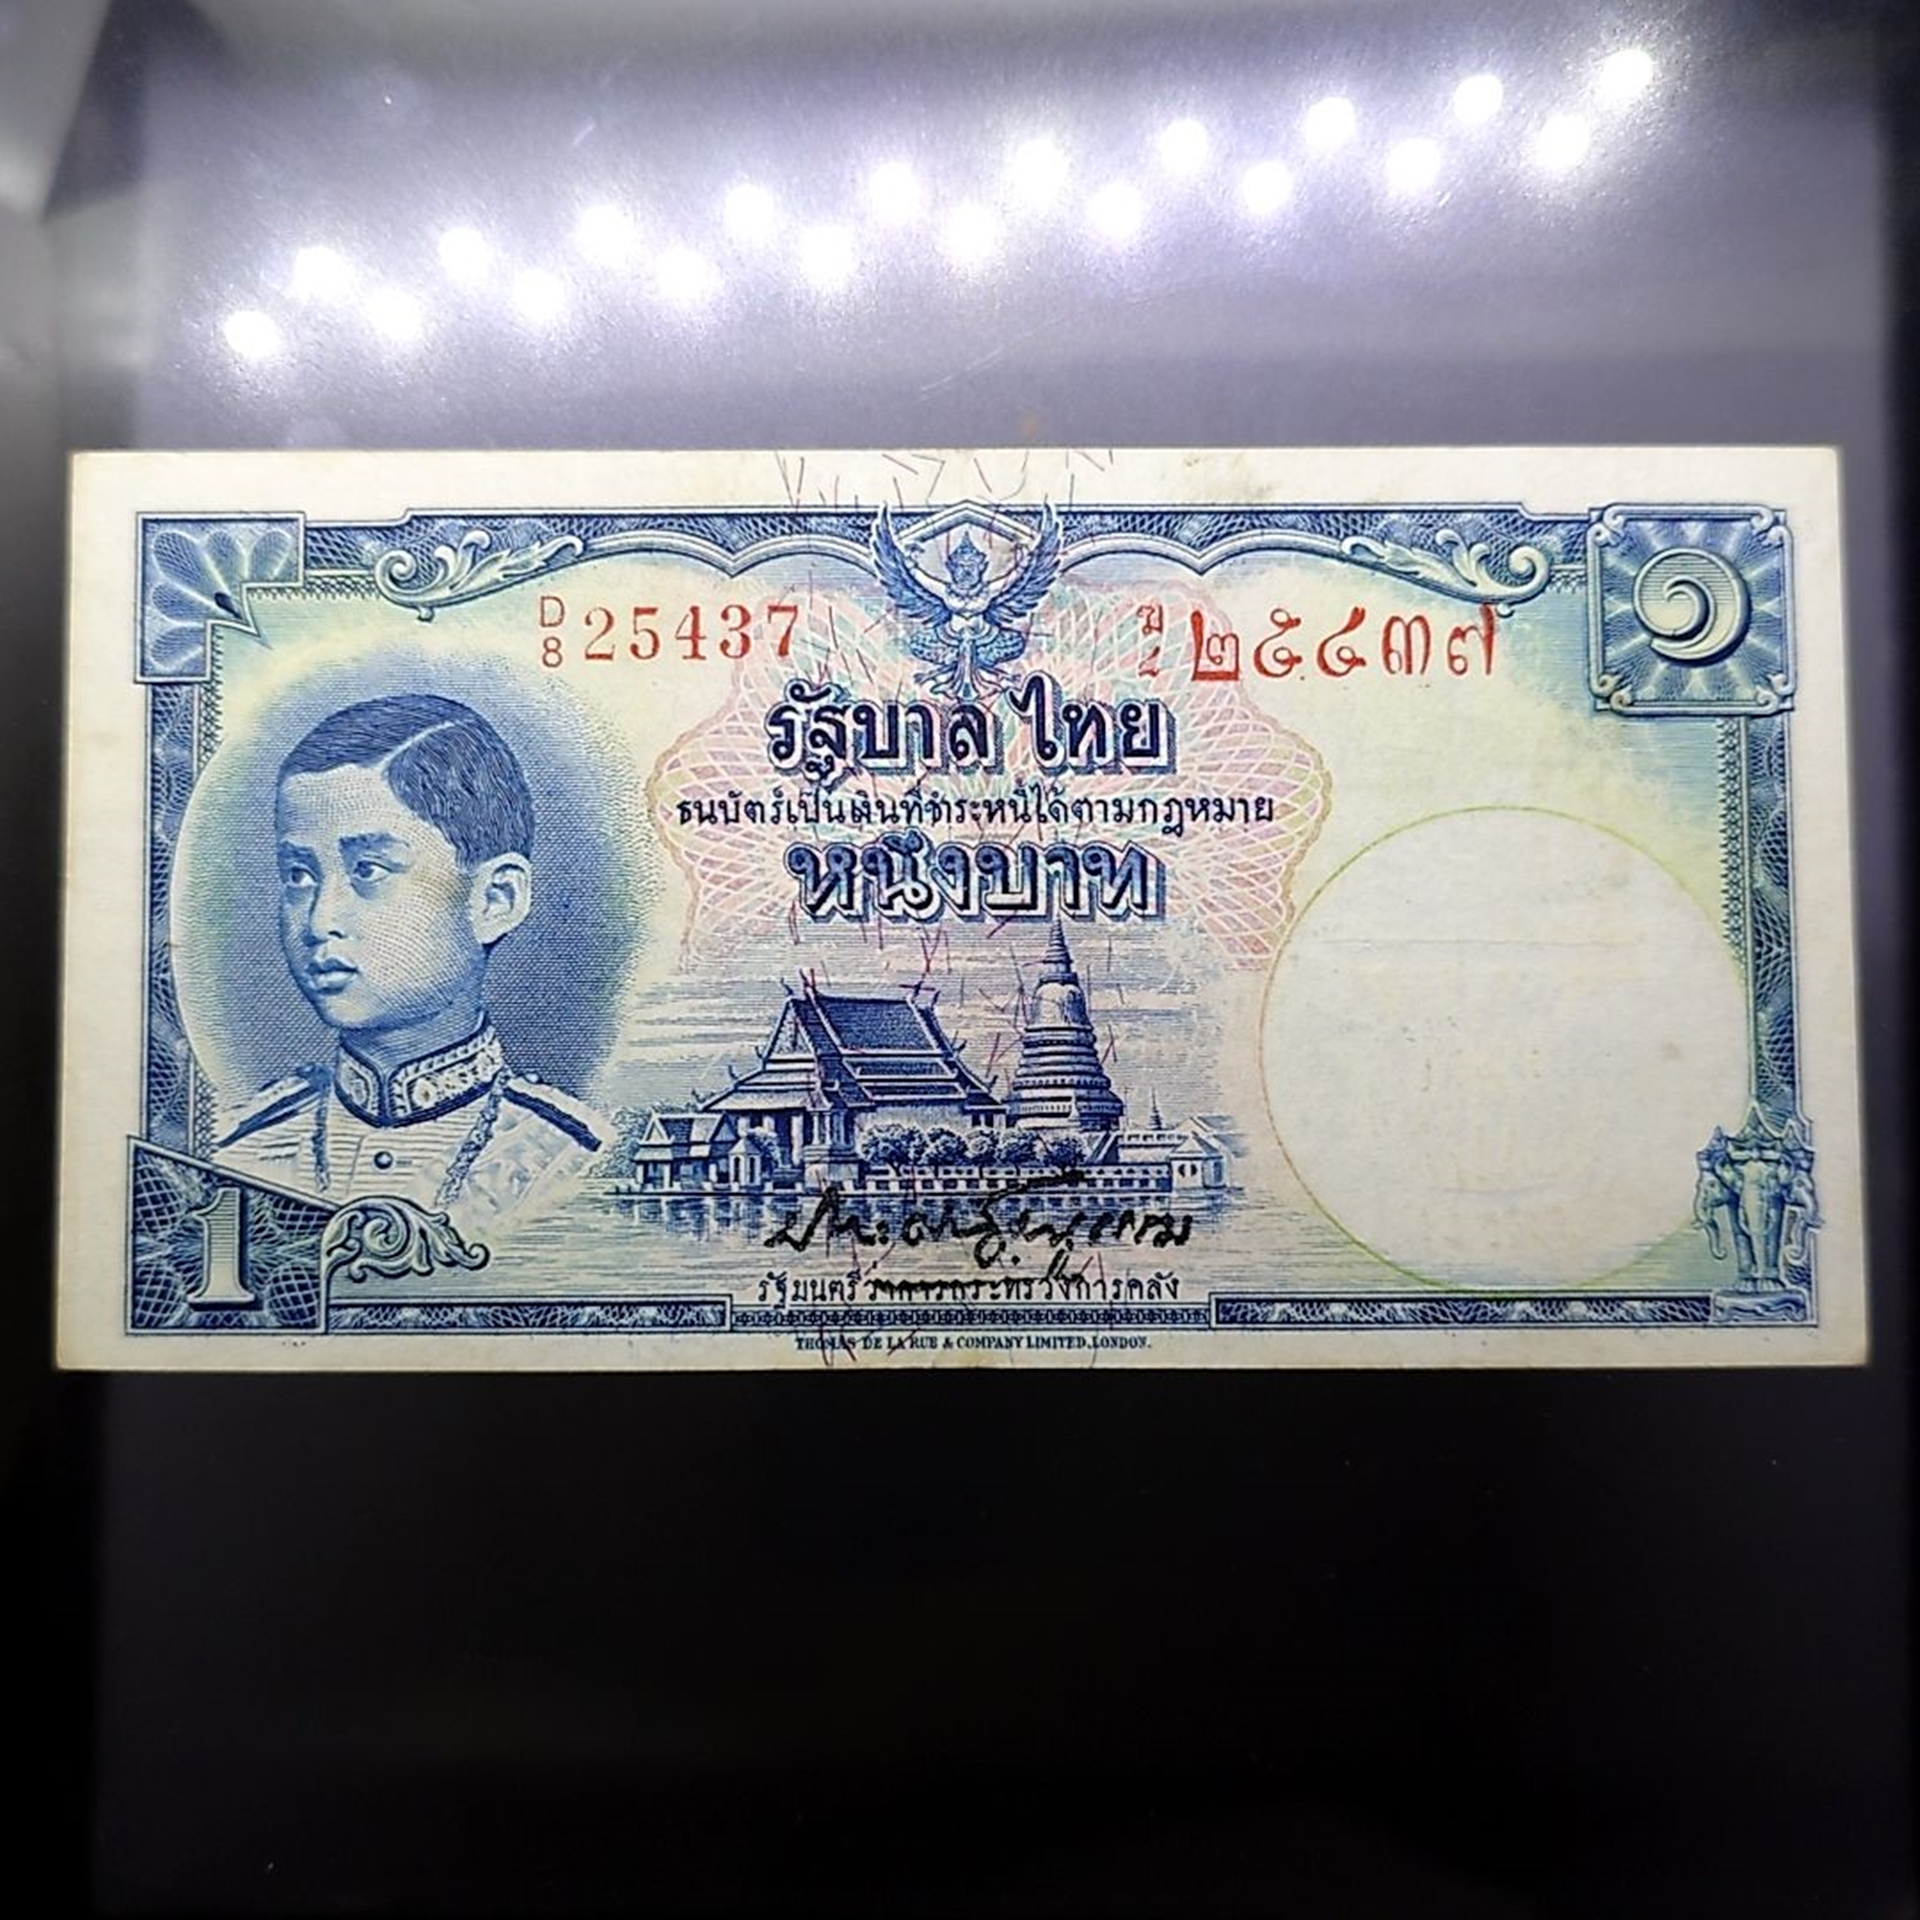 ๑
D
8 25437
๒๕๔๓๗
รัฐบาล ไทย
ธนบัตร์เป็นเงินที่ชำระหนี้ได้ตามกฎหมาย
หนึ่งบาท
1
รัฐมนตรีว่าการกระทรวงการคลัง
THOMAS DE LA RUE & COMPANY LIMITED, LONDON.